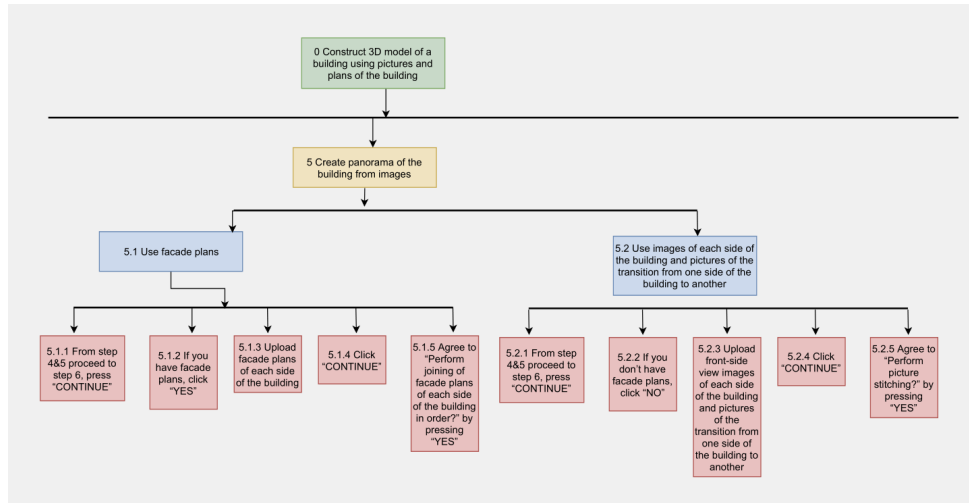 0 Construct 3D model of a
building using pictures and
plans of the building
5 Create panorama of the
building from images
5.1 Use facade plans
5.2 Use images of each side of
the building and pictures of the
transition from one side of the
building to another
5.1.1 From step
4&5 proceed to
step 6, press
“CONTINUE”
5.1.2 If you
have facade
plans, click
“YES”
5.1.3 Upload
facade plans
of each side
of the building
5.1.4 Click
“CONTINUE”
5.1.5 Agree to
“Perform
joining of
facade plans
of each side
of the building
in order?” by
pressing
“YES”
5.2.1 From step
4&5 proceed to
step 6, press
“CONTINUE”
5.2.2 If you
don’t have
facade plans,
click “NO”
5.2.3 Upload
front-side
view images
of each side of
the building
and pictures
of the
transition from
one side of
the building to
another
5.2.4 Click
“CONTINUE”
5.2.5 Agree to
“Perform
picture
stitching?” by
pressing
“YES”